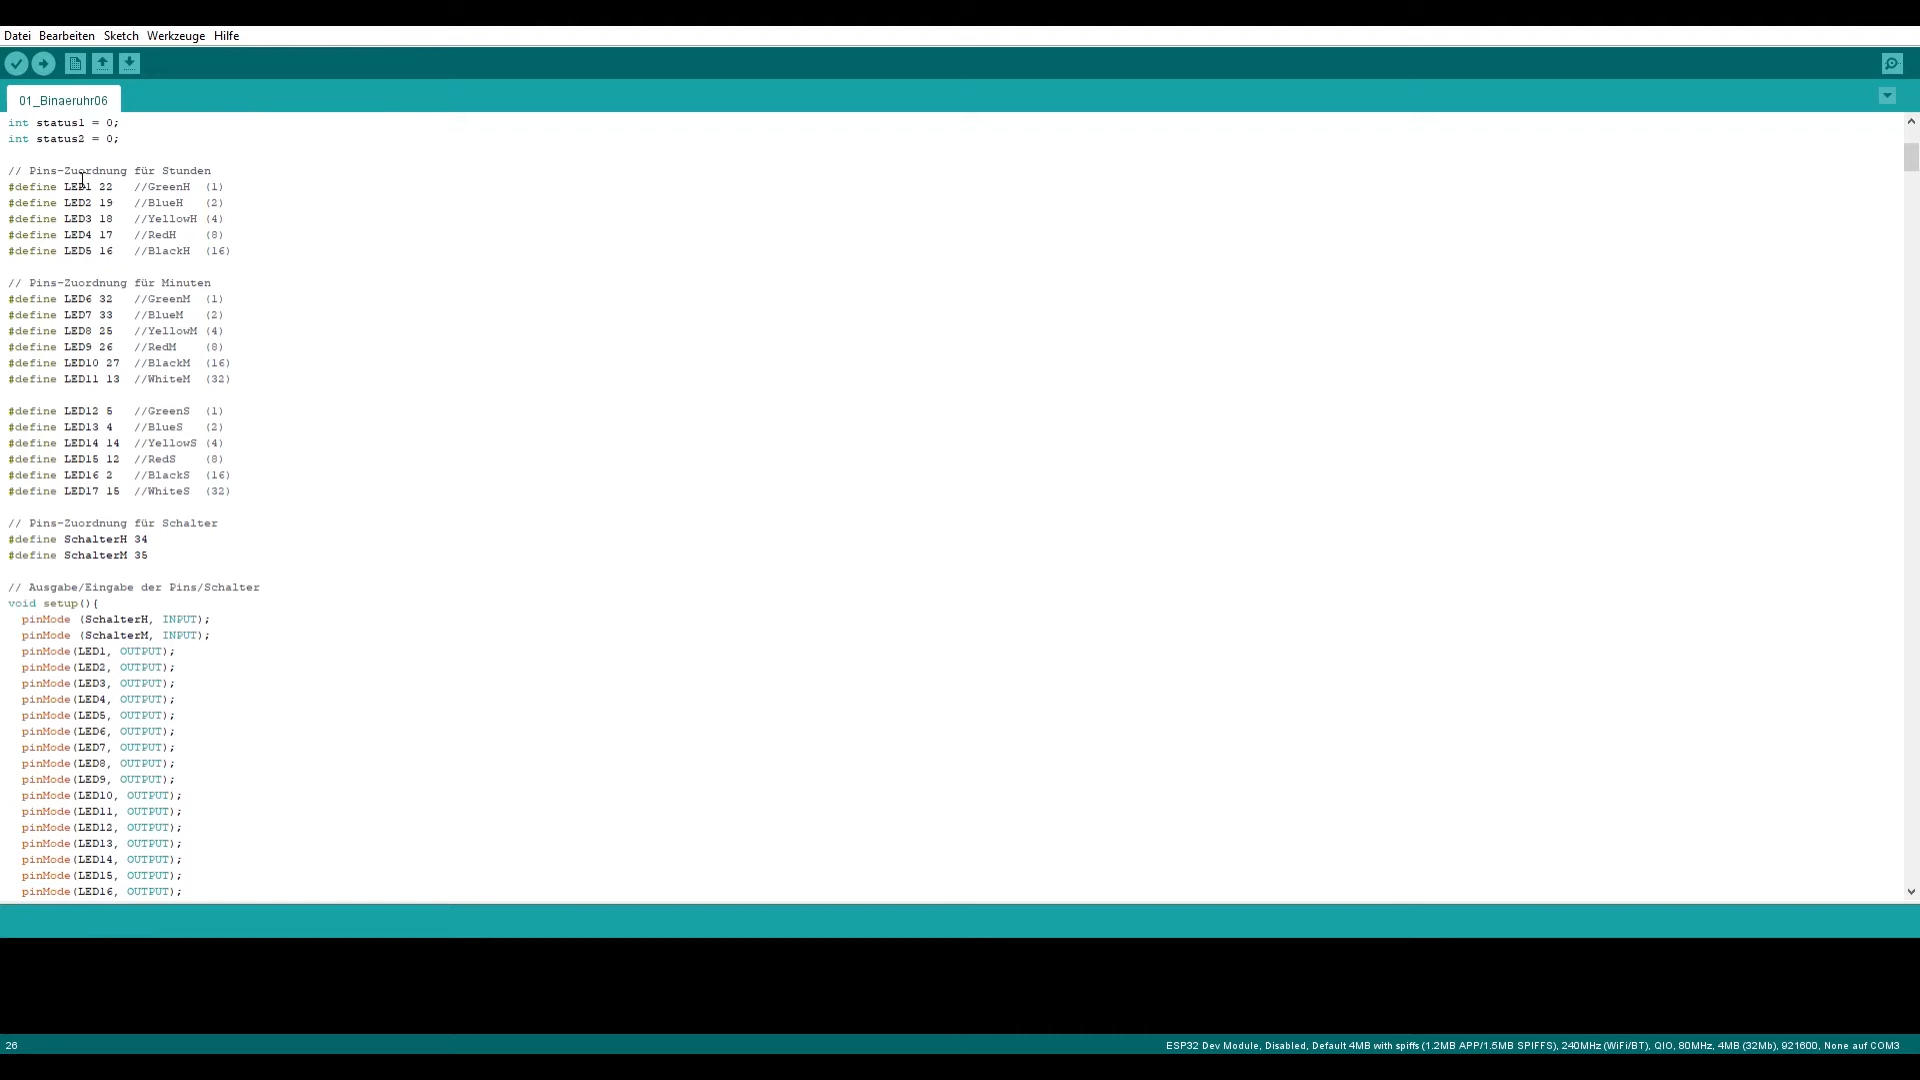 Datei Bearbeiten Sketch Werkzeuge Hilfe
01_Binaeruhr06
int status1 = 0;
int status2 = 0;
// Pins-Zuordnung für Stunden
#define LED1 22 //GreenH (1)
#define LED2 19 //BlueH (2)
#define LED3 18 //YellowH (4)
#define LED4 17 //RedH (8)
#define LED5 16 //BlackH (16)
// Pins-Zuordnung für Minuten
#define LED6 32 //GreenM (1)
#define LED7 33 //BlueM (2)
#define LED8 25 //YellowM (4)
#define LED9 26 //RedM (8)
#define LED10 27 //BlackM (16)
#define LED11 13 //WhiteM (32)
#define LED12 5 //GreenS (1)
#define LED13 4 //BlueS (2)
#define LED14 14 //YellowS (4)
#define LED15 12 //RedS (8)
#define LED16 2 //BlackS (16)
#define LED17 15 //WhiteS (32)
// Pins-Zuordnung für Schalter
#define SchalterH 34
#define SchalterM 35
// Ausgabe/Eingabe der Pins/Schalter
void setup(){
pinMode (SchalterH, INPUT);
pinMode (SchalterM, INPUT);
pinMode(LED1, OUTPUT);
pinMode(LED2, OUTPUT);
pinMode(LED3, OUTPUT);
pinMode(LED4, OUTPUT);
pinMode(LED5, OUTPUT);
pinMode(LED6, OUTPUT);
pinMode(LED7, OUTPUT);
pinMode(LED8, OUTPUT);
pinMode(LED9, OUTPUT);
pinMode(LED10, OUTPUT);
pinMode(LED11, OUTPUT);
pinMode(LED12, OUTPUT);
pinMode(LED13, OUTPUT);
pinMode(LED14, OUTPUT);
pinMode(LED15, OUTPUT);
pinMode(LED16, OUTPUT);
26 ESP32 Dev Module, Disabled, Default 4MB with spiffs (1.2MB APP/1.5MB SPIFFS), 240MHz (WiFi/BT), QIO, 80MHz, 4MB (32Mb), 921600, None auf COM3